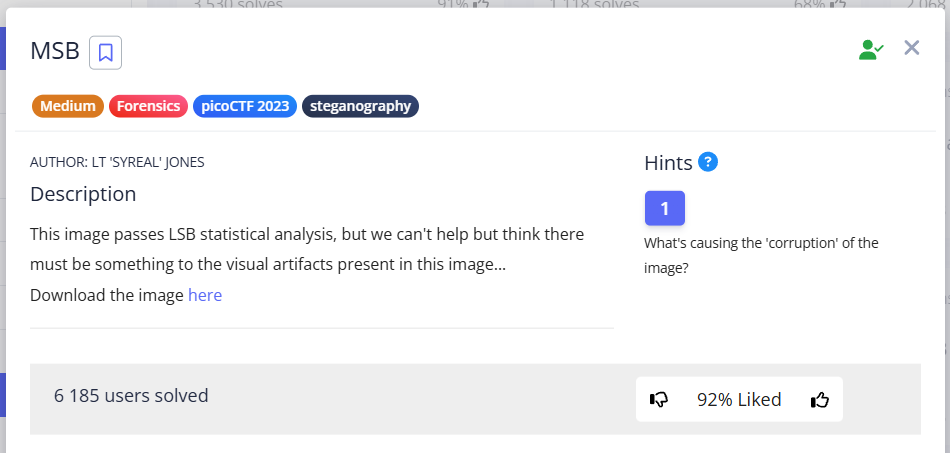 3 530 solves 91% 1 118 solves 68% 2 068
MSB
Medium Forensics picoCTF 2023 steganography
AUTHOR: LT 'SYREAL' JONES
Hints ?
Description
1
This image passes LSB statistical analysis, but we can't help but think there
must be something to the visual artifacts present in this image...
What's causing the 'corruption' of the
image?
Download the image here
6 185 users solved
92% Liked